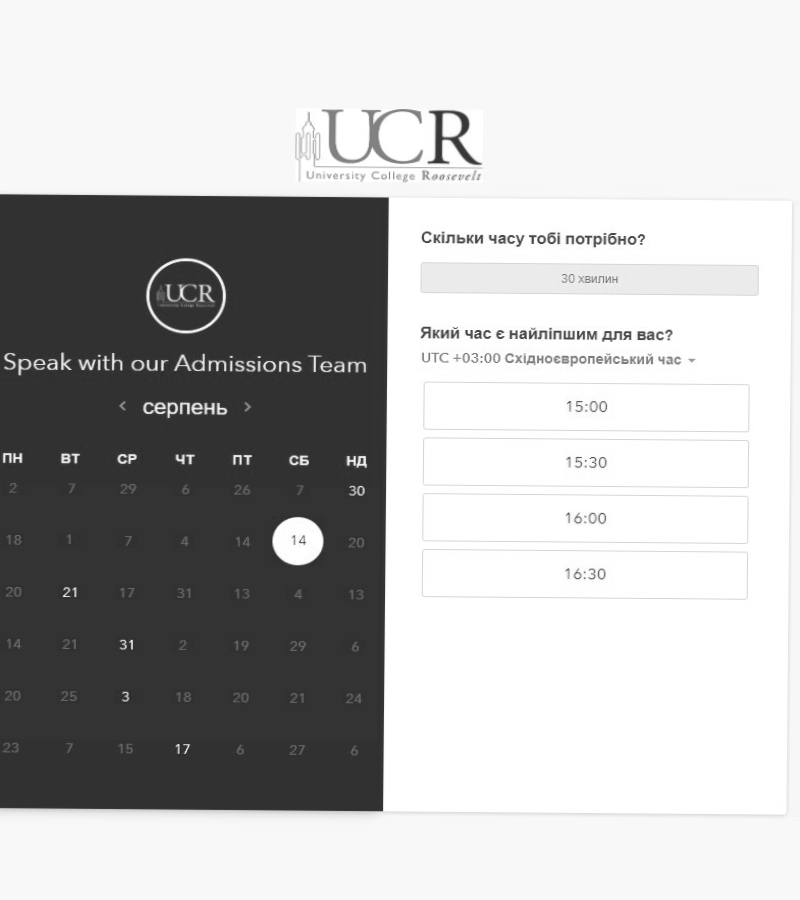 UCR
University College Roosevelt
UCR
University College Roosevelt
Speak with our Admissions Team
серпень
ПН ВТ СР ЧТ ПТ СБ НД
2 7 29 6 26 7 30
18 1 7 4 14 14 20
20 21 17 31 13 4 13
14 21 31 2 19 29 6
20 25 3 18 20 21 24
23 7 15 17 6 27 6
Скільки часу тобі потрібно?
30 хвилин
Який час є найліпшим для вас?
UTC +03:00 Східноєвропейський час
15:00
15:30
16:00
16:30